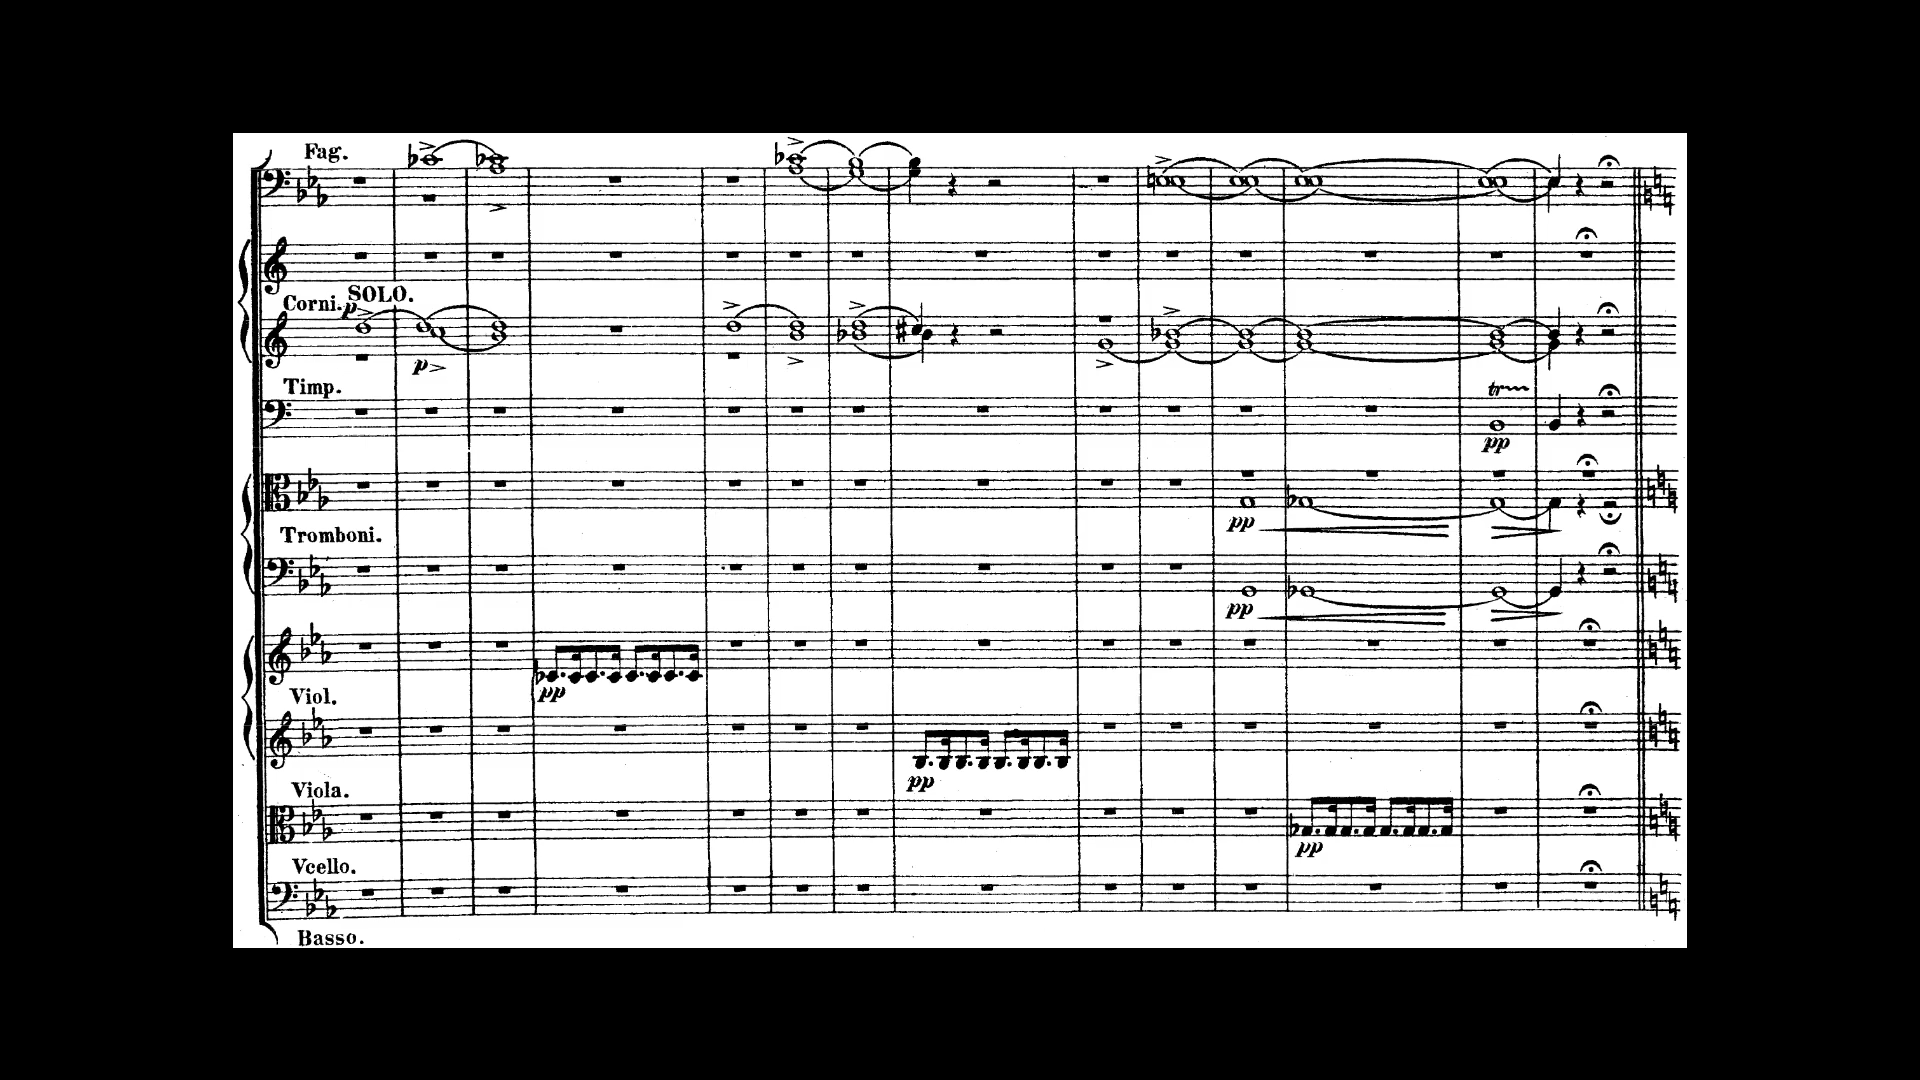 Fag.
SOLO.
Corni. p
p
Timp.
tr
pp
pp
Tromboni.
pp
pp
Viol.
pp
Viola.
pp
Vcello.
Basso.